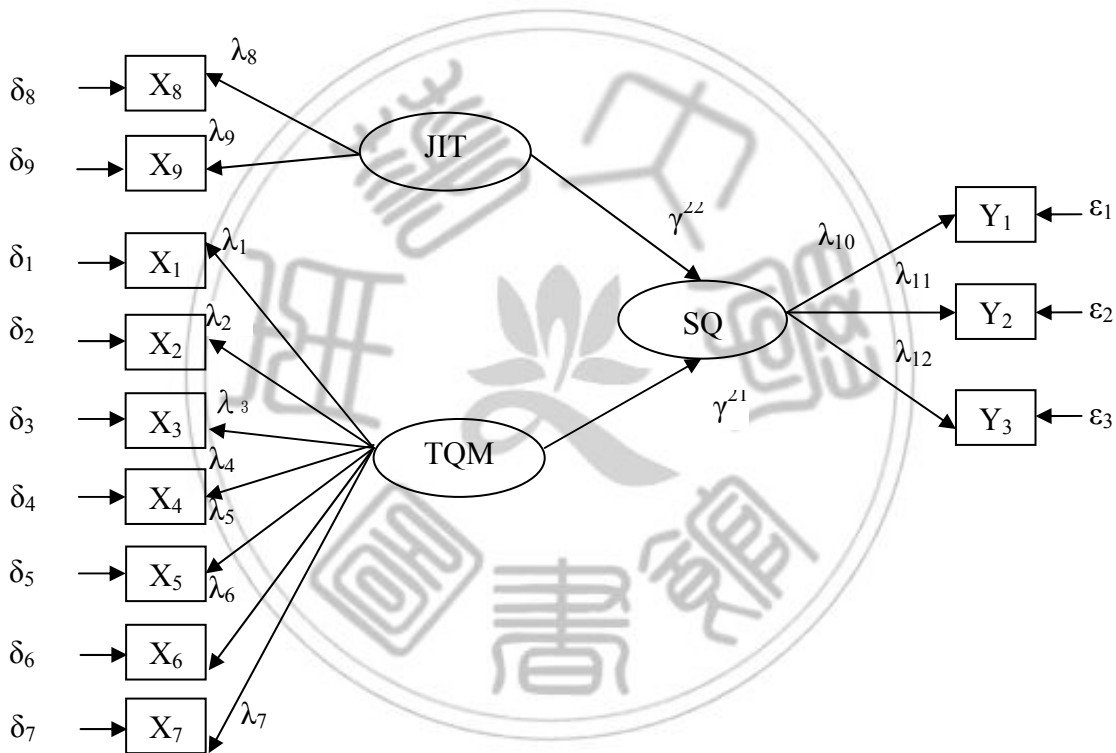 δ₈ X₈ λ₈
δ₉ X₉ λ₉
JIT
γ²²
δ₁ X₁ λ₁
δ₂ X₂ λ₂
δ₃ X₃ λ₃
δ₄ X₄ λ₄
δ₅ X₅ λ₅
δ₆ X₆ λ₆
δ₇ X₇ λ₇
TQM
γ²¹
SQ
λ₁₀ Y₁ ε₁
λ₁₁ Y₂ ε₂
λ₁₂ Y₃ ε₃